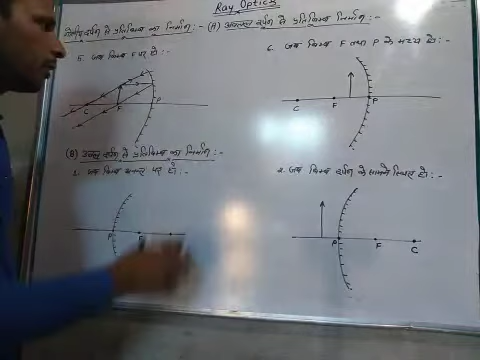 Ray Optics
गोलीय दर्पण से प्रतिबिम्ब का निर्माण :- (A) अवतल दर्पण से प्रतिबिम्ब निर्माण :-
5. जब बिम्ब F पर हो :-
C F P
6. जब बिम्ब F तथा P के मध्य हो :-
C F P
(B) उत्तल दर्पण से प्रतिबिम्ब का निर्माण :-
1. जब बिम्ब अनन्त पर हो :-
P F
2. जब बिम्ब दर्पण के सामने स्थित हो :-
P F C